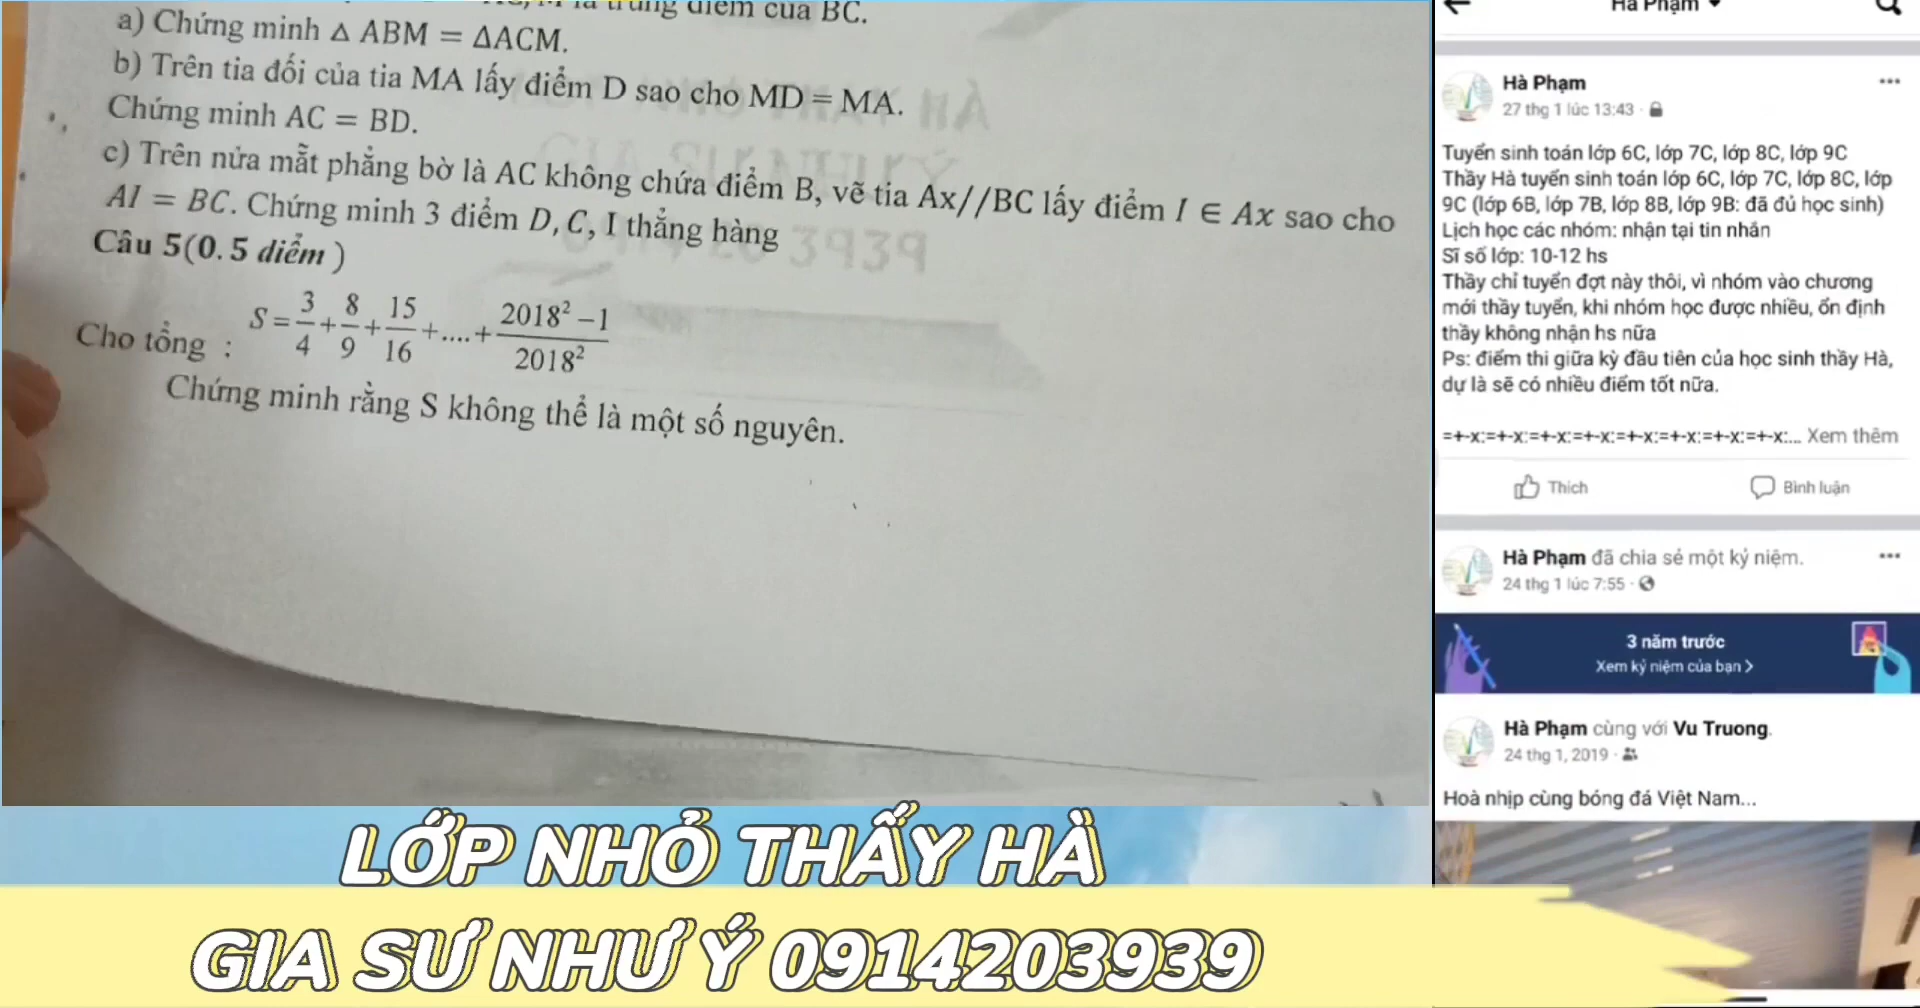 là trung điểm của BC.
a) Chứng minh △ ABM = ΔACM.
b) Trên tia đối của tia MA lấy điểm D sao cho MD = MA.
Chứng minh AC = BD.
c) Trên nửa mẵt phẳng bờ là AC không chứa điểm B, vẽ tia Ax//BC lấy điểm I ∈ Ax sao cho
AI = BC. Chứng minh 3 điểm D, C, I thẳng hàng
Câu 5(0.5 điểm )
Cho tổng : S = 3/4 + 8/9 + 15/16 + .... + (2018² − 1)/2018²
Chứng minh rằng S không thể là một số nguyên.
LỚP NHỎ THẤY HÀ
GIA SƯ NHƯ Ý 0914203939
Hà Phạm
Hà Phạm
27 thg 1 lúc 13:43
Tuyển sinh toán lớp 6C, lớp 7C, lớp 8C, lớp 9C
Thầy Hà tuyển sinh toán lớp 6C, lớp 7C, lớp 8C, lớp
9C (lớp 6B, lớp 7B, lớp 8B, lớp 9B: đã đủ học sinh)
Lịch học các nhóm: nhận tại tin nhắn
Sĩ số lớp: 10-12 hs
Thầy chỉ tuyển đợt này thôi, vì nhóm vào chương
mới thầy tuyển, khi nhóm học được nhiều, ổn định
thầy không nhận hs nữa
Ps: điểm thi giữa kỳ đầu tiên của học sinh thầy Hà,
dự là sẽ có nhiều điểm tốt nữa.
=+-x:=+-x:=+-x:=+-x:=+-x:=+-x:=+-x:=+-x:... Xem thêm
Thích Bình luận
Hà Phạm đã chia sẻ một kỷ niệm.
24 thg 1 lúc 7:55
3 năm trước
Xem kỷ niệm của bạn >
Hà Phạm cùng với Vu Truong.
24 thg 1, 2019
Hoà nhịp cùng bóng đá Việt Nam...